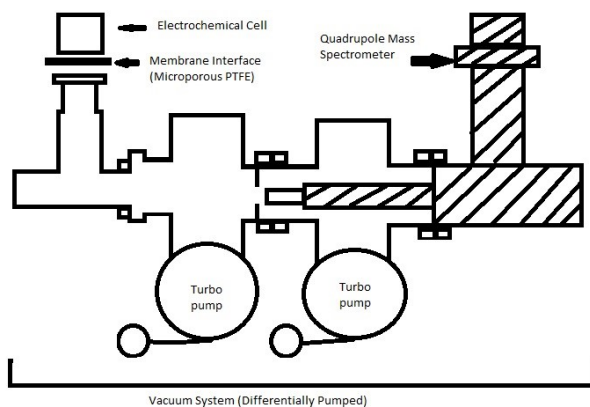 Electrochemical Cell
Membrane Interface
(Microporous PTFE)
Quadrupole Mass
Spectrometer
Turbo
pump
Turbo
pump
Vacuum System (Differentially Pumped)